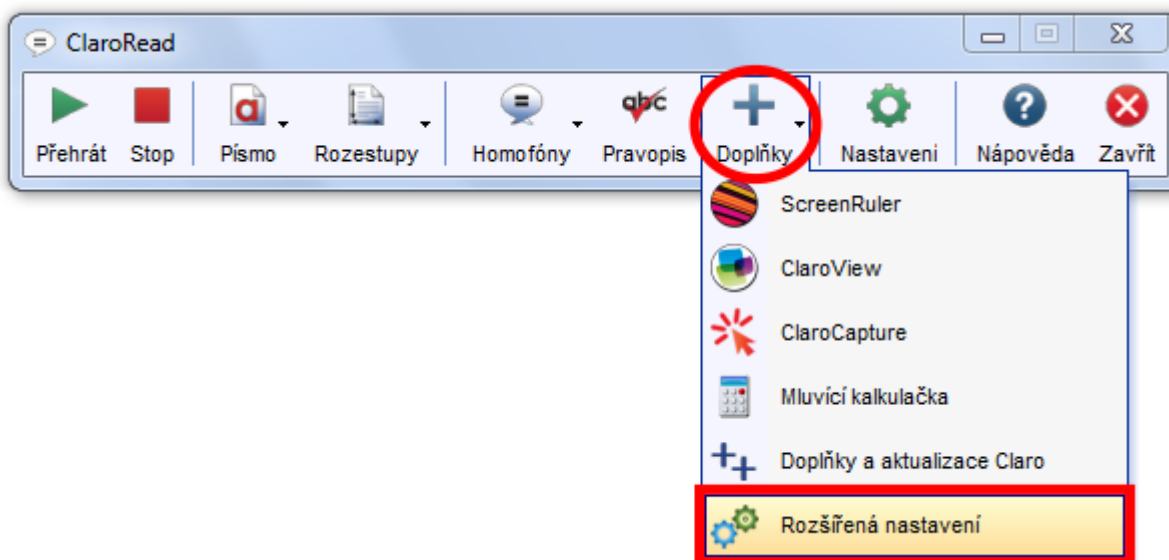 ClaroRead
Přehrát Stop Písmo Rozestupy Homofóny Pravopis Doplňky Nastavení Nápověda Zavřít
ScreenRuler
ClaroView
ClaroCapture
Mluvící kalkulačka
Doplňky a aktualizace Claro
Rozšířená nastavení